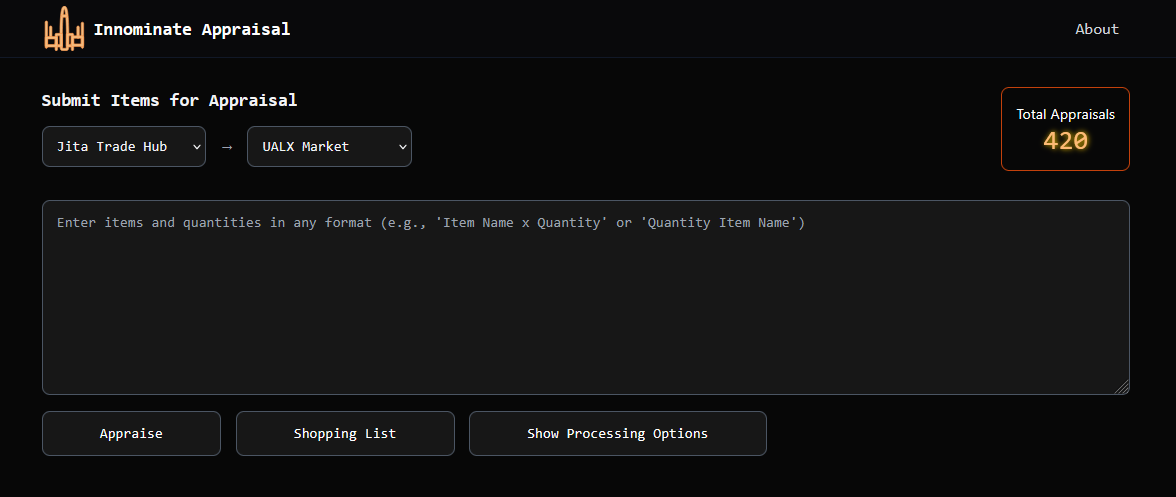 Innominate Appraisal
About
Submit Items for Appraisal
Total Appraisals
420
Jita Trade Hub → UALX Market
Enter items and quantities in any format (e.g., 'Item Name x Quantity' or 'Quantity Item Name')
Appraise
Shopping List
Show Processing Options